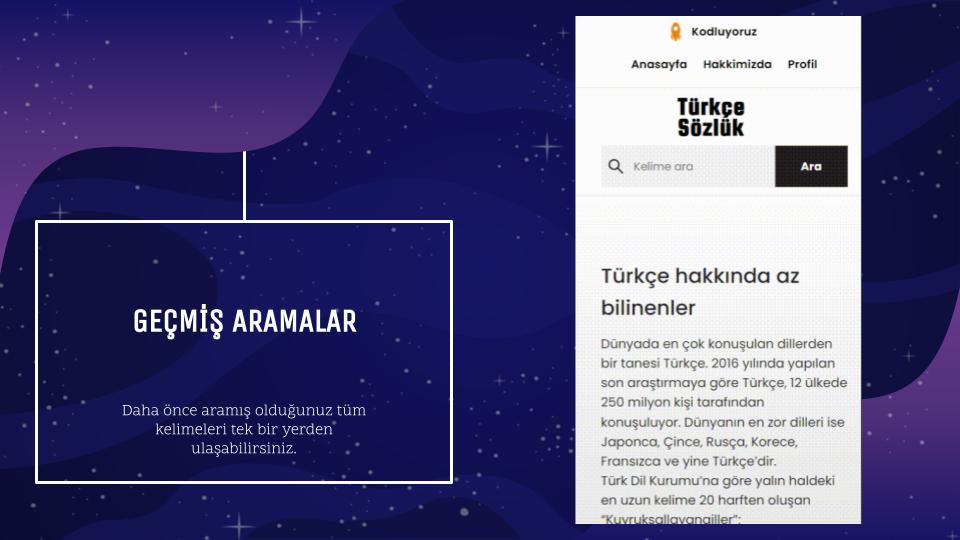 GEÇMİŞ ARAMALAR
Daha önce aramış olduğunuz tüm
kelimeleri tek bir yerden
ulaşabilirsiniz.
Kodluyoruz
Anasayfa Hakkimizda Profil
Türkçe
Sözlük
Kelime ara Ara
Türkçe hakkında az
bilinenler
Dünyada en çok konuşulan dillerden
bir tanesi Türkçe. 2016 yılında yapılan
son araştırmaya göre Türkçe, 12 ülkede
250 milyon kişi tarafından
konuşuluyor. Dünyanın en zor dilleri ise
Japonca, Çince, Rusça, Korece,
Fransızca ve yine Türkçe’dir.
Türk Dil Kurumu’na göre yalın haldeki
en uzun kelime 20 harften oluşan
“Kuyruksallayangiller”;